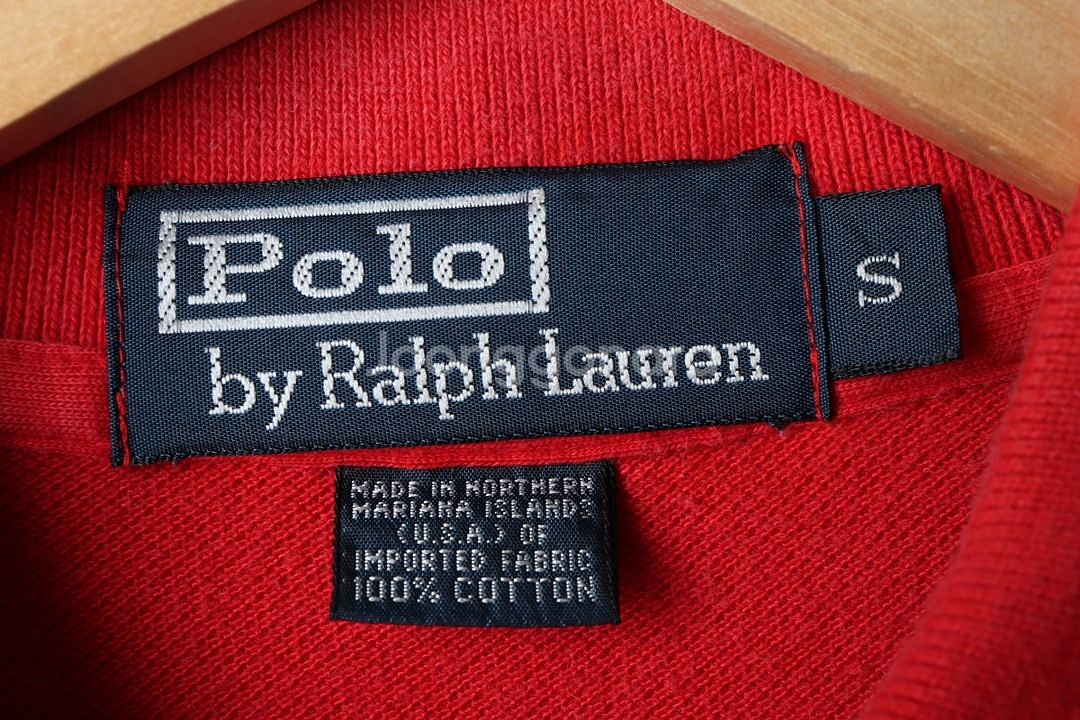 Polo
by Ralph Lauren
S
MADE IN NORTHERN
MARIANA ISLANDS
(U.S.A.) OF
IMPORTED FABRIC
100% COTTON